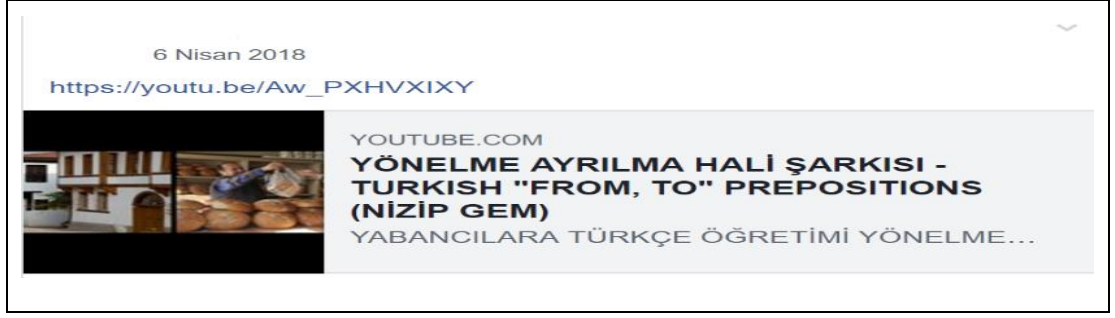 6 Nisan 2018
https://youtu.be/Aw_PXHVXIXY
YOUTUBE.COM
YÖNELME AYRILMA HALİ ŞARKISI -
TURKISH "FROM, TO" PREPOSITIONS
(NİZİP GEM)
YABANCILARA TÜRKÇE ÖĞRETİMİ YÖNELME...